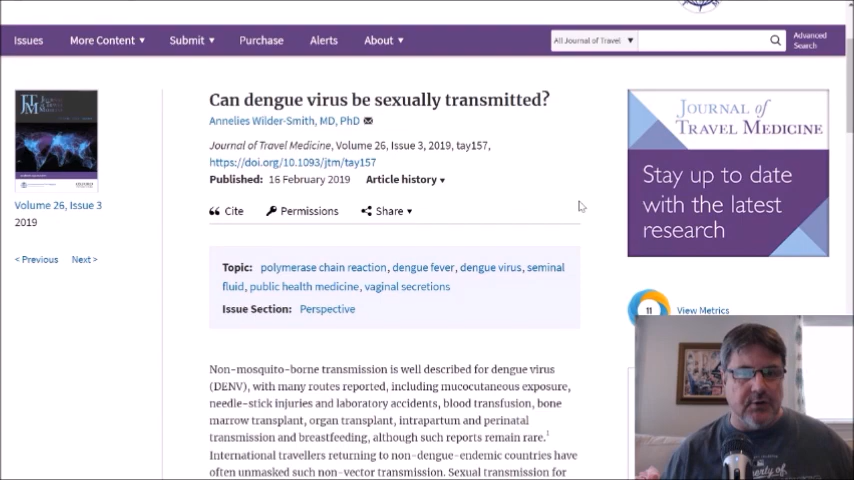 Issues
More Content
Submit
Purchase
Alerts
About
All Journal of Travel
Advanced
Search
Can dengue virus be sexually transmitted?
Annelies Wilder-Smith, MD, PhD
Journal of Travel Medicine, Volume 26, Issue 3, 2019, tay157,
https://doi.org/10.1093/jtm/tay157
Published: 16 February 2019 Article history
Cite
Permissions
Share
Volume 26, Issue 3
2019
< Previous Next >
Topic: polymerase chain reaction, dengue fever, dengue virus, seminal
fluid, public health medicine, vaginal secretions
Issue Section: Perspective
Non-mosquito-borne transmission is well described for dengue virus
(DENV), with many routes reported, including mucocutaneous exposure,
needle-stick injuries and laboratory accidents, blood transfusion, bone
marrow transplant, organ transplant, intrapartum and perinatal
transmission and breastfeeding, although such reports remain rare.1
International travellers returning to non-dengue-endemic countries have
often unmasked such non-vector transmission. Sexual transmission for
JOURNAL of
TRAVEL MEDICINE
Stay up to date
with the latest
research
11
View Metrics